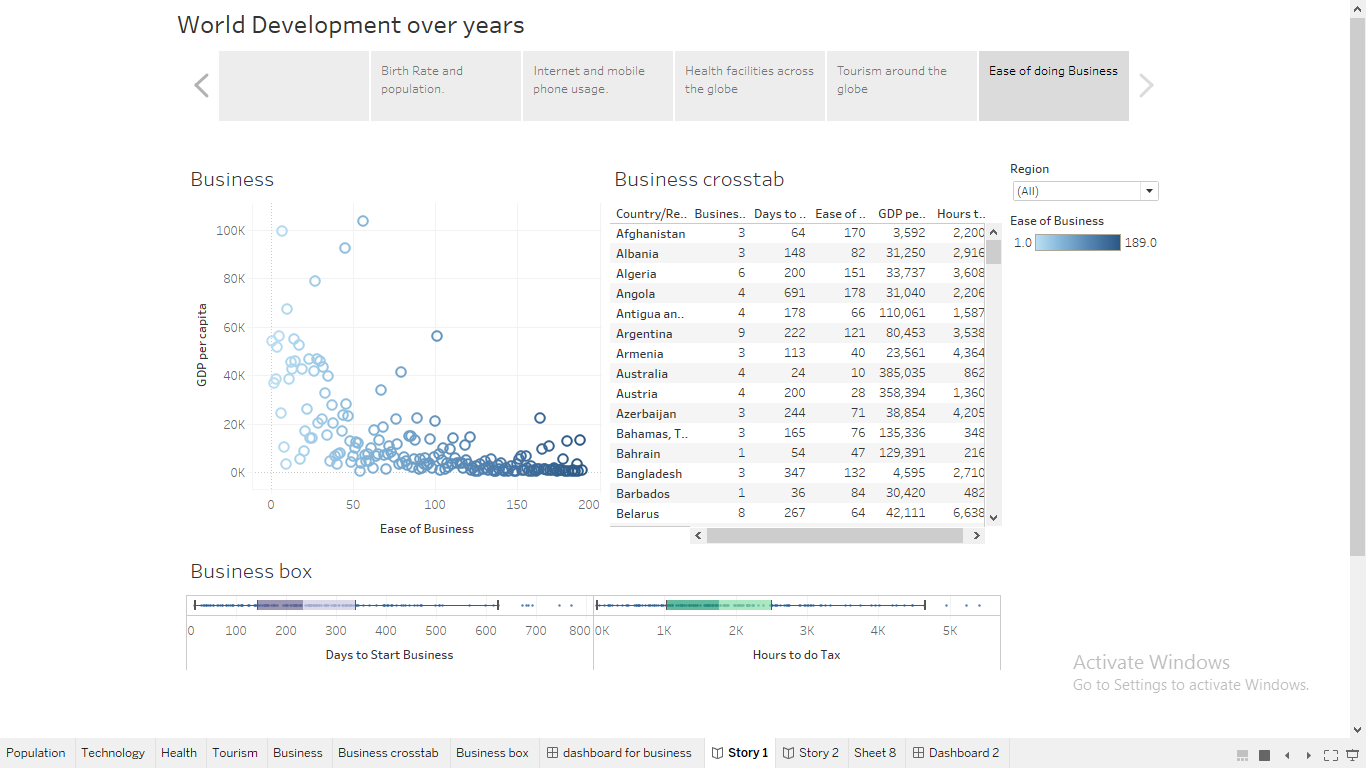 World Development over years
Birth Rate and
population.
Internet and mobile
phone usage.
Health facilities across
the globe
Tourism around the
globe
Ease of doing Business
Business
100K
80K
60K
40K
20K
0K
GDP per capita
0 50 100 150 200
Ease of Business
Business crosstab
Country/Re.. Busines.. Days to .. Ease of .. GDP pe.. Hours t..
Afghanistan 3 64 170 3,592 2,200
Albania 3 148 82 31,250 2,916
Algeria 6 200 151 33,737 3,608
Angola 4 691 178 31,040 2,206
Antigua an.. 4 178 66 110,061 1,587
Argentina 9 222 121 80,453 3,538
Armenia 3 113 40 23,561 4,364
Australia 4 24 10 385,035 862
Austria 4 200 28 358,394 1,360
Azerbaijan 3 244 71 38,854 4,205
Bahamas, T.. 3 165 76 135,336 348
Bahrain 1 54 47 129,391 216
Bangladesh 3 347 132 4,595 2,710
Barbados 1 36 84 30,420 482
Belarus 8 267 64 42,111 6,638
Region
(All)
Ease of Business
1.0 189.0
Business box
0 100 200 300 400 500 600 700 800
Days to Start Business
0K 1K 2K 3K 4K 5K
Hours to do Tax
Activate Windows
Go to Settings to activate Windows.
Population Technology Health Tourism Business Business crosstab Business box dashboard for business Story 1 Story 2 Sheet 8 Dashboard 2